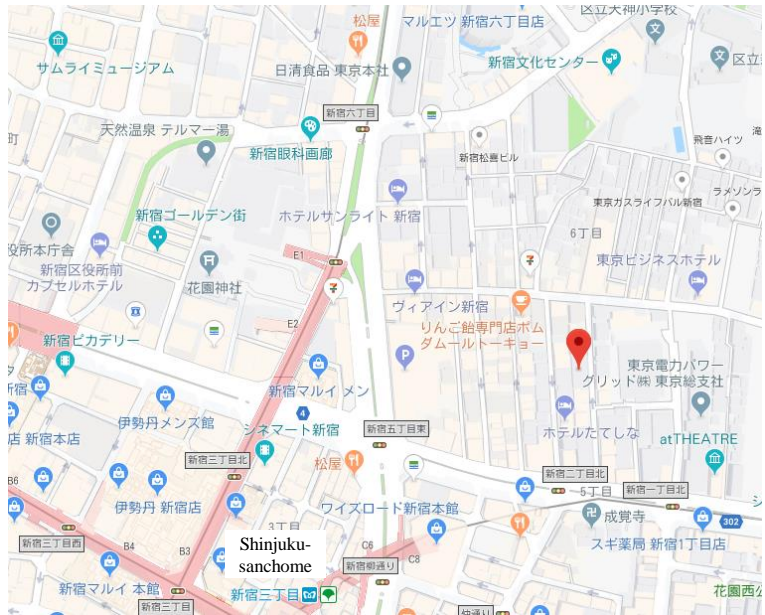 松屋
マルエツ 新宿六丁目店
区立天神小学校
サムライミュージアム
日清食品 東京本社
新宿文化センター
文
文
区立
新宿六丁目
天然温泉 テルマー湯
町
新宿眼科画廊
新宿松喜ビル
飛音ハイツ
滝
東京ガスライフバル新宿
ラメゾンラ
新宿ゴールデン街
ホテルサンライト 新宿
6丁目
役所本庁舎
新宿区役所前
カプセルホテル
花園神社
E1
東京ビジネスホテル
7
7
ヴィアイン新宿
E2
りんご飴専門店ポム
ダムールトーキョー
新宿ピカデリー
P
東京電力パワー
グリッド㈱ 東京総支社
新宿マルイ メン
伊勢丹メンズ館
4
新宿五丁目東
ホテルたてしな
atTHEATRE
店 新宿本店
シネマート新宿
新宿三丁目北
松屋
新宿二丁目北
5丁目
新宿一丁目北
B6
伊勢丹 新宿店
ワイズロード新宿本館
成覚寺
302
新宿三丁目西
B4
B3
3丁目
Shinjuku-
sanchome
C6
C8
新宿柳通り
スギ薬局 新宿1丁目店
新宿マルイ 本館
新宿三丁目
新宿三丁目
仲通り
花園西公